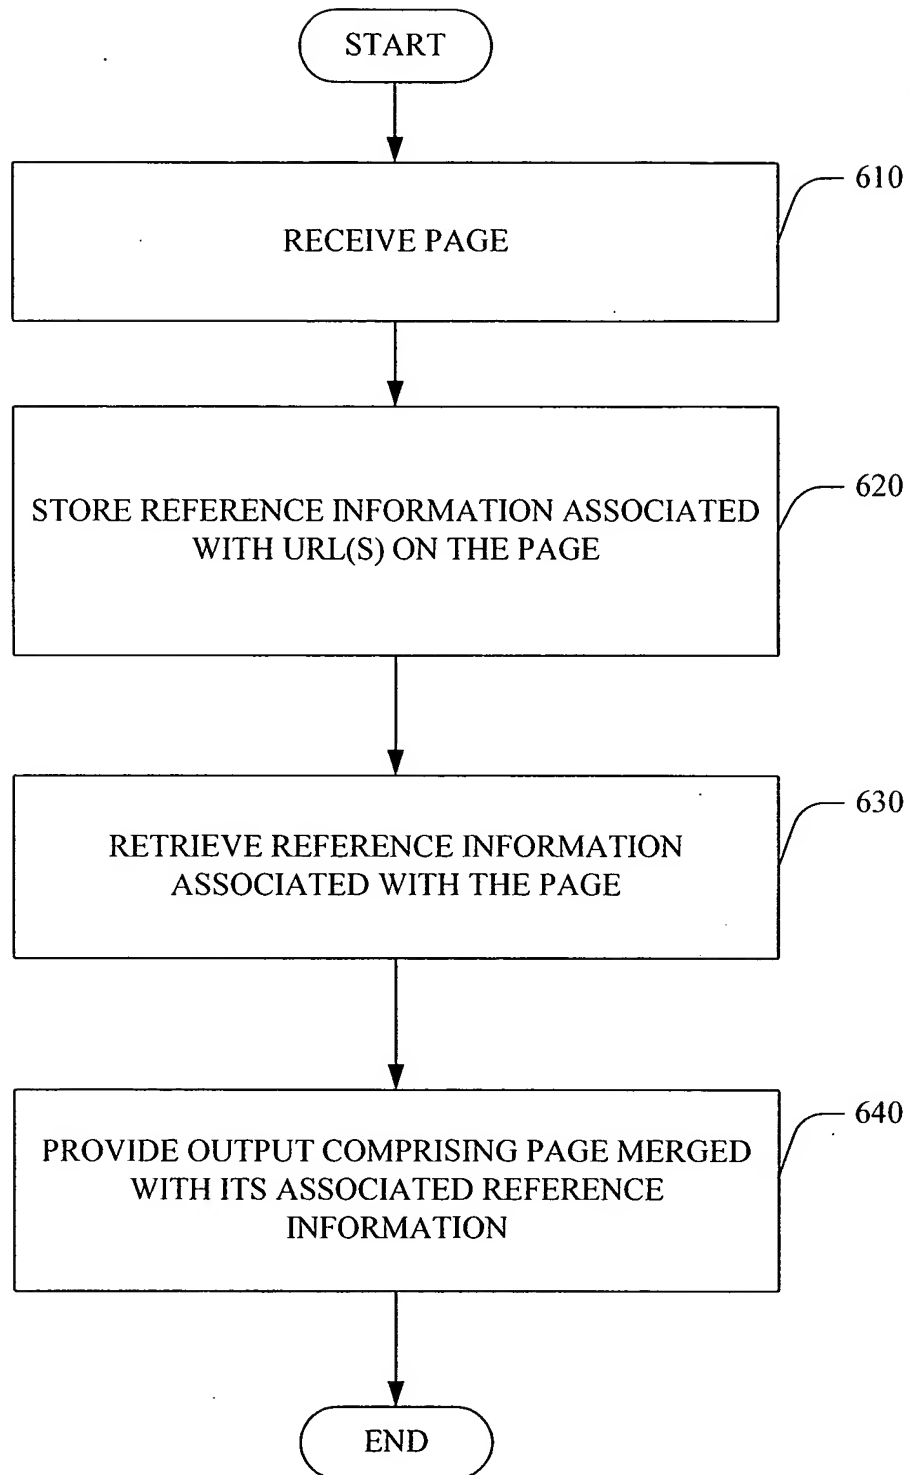 START
610
RECEIVE PAGE
620
STORE REFERENCE INFORMATION ASSOCIATED
WITH URL(S) ON THE PAGE
630
RETRIEVE REFERENCE INFORMATION
ASSOCIATED WITH THE PAGE
640
PROVIDE OUTPUT COMPRISING PAGE MERGED
WITH ITS ASSOCIATED REFERENCE
INFORMATION
END